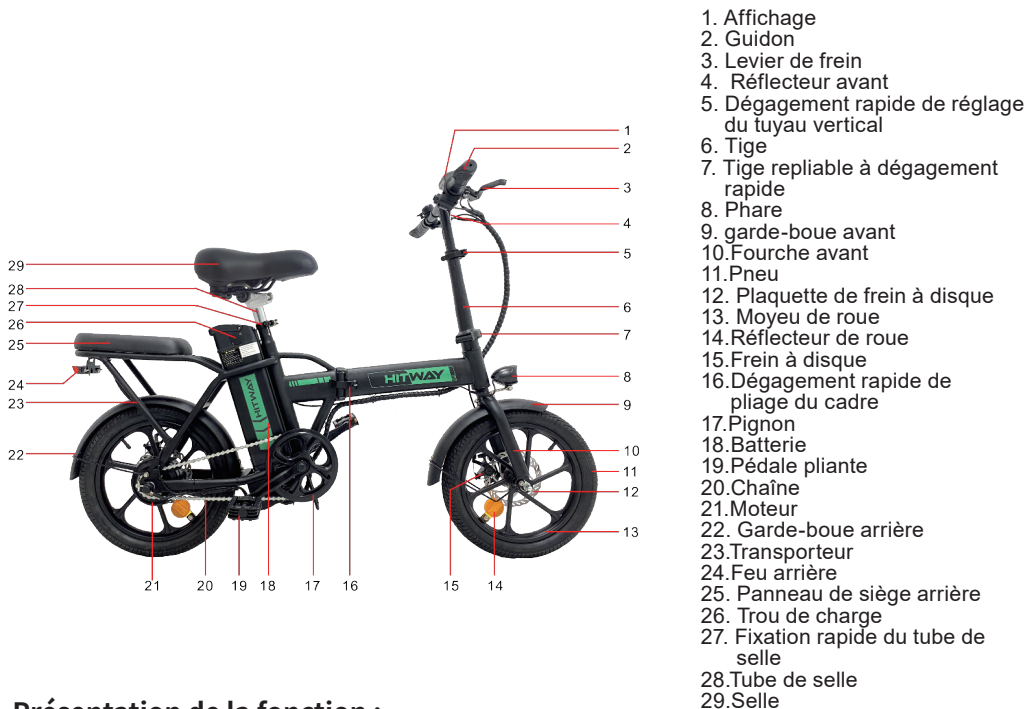 1. Affichage
2. Guidon
3. Levier de frein
4. Réflecteur avant
5. Dégagement rapide de réglage
du tuyau vertical
6. Tige
7. Tige repliable à dégagement
rapide
8. Phare
9. garde-boue avant
10.Fourche avant
11.Pneu
12. Plaquette de frein à disque
13. Moyeu de roue
14.Réflecteur de roue
15.Frein à disque
16.Dégagement rapide de
pliage du cadre
17.Pignon
18.Batterie
19.Pédale pliante
20.Chaîne
21.Moteur
22. Garde-boue arrière
23.Transporteur
24.Feu arrière
25. Panneau de siège arrière
26. Trou de charge
27. Fixation rapide du tube de
selle
28.Tube de selle
29.Selle
1
2
3
4
5
6
7
8
9
10
11
12
13
14
15
16
17
18
19
20
21
22
23
24
25
26
27
28
29
HITWAY
HITWAY
Présentation de la fonction :